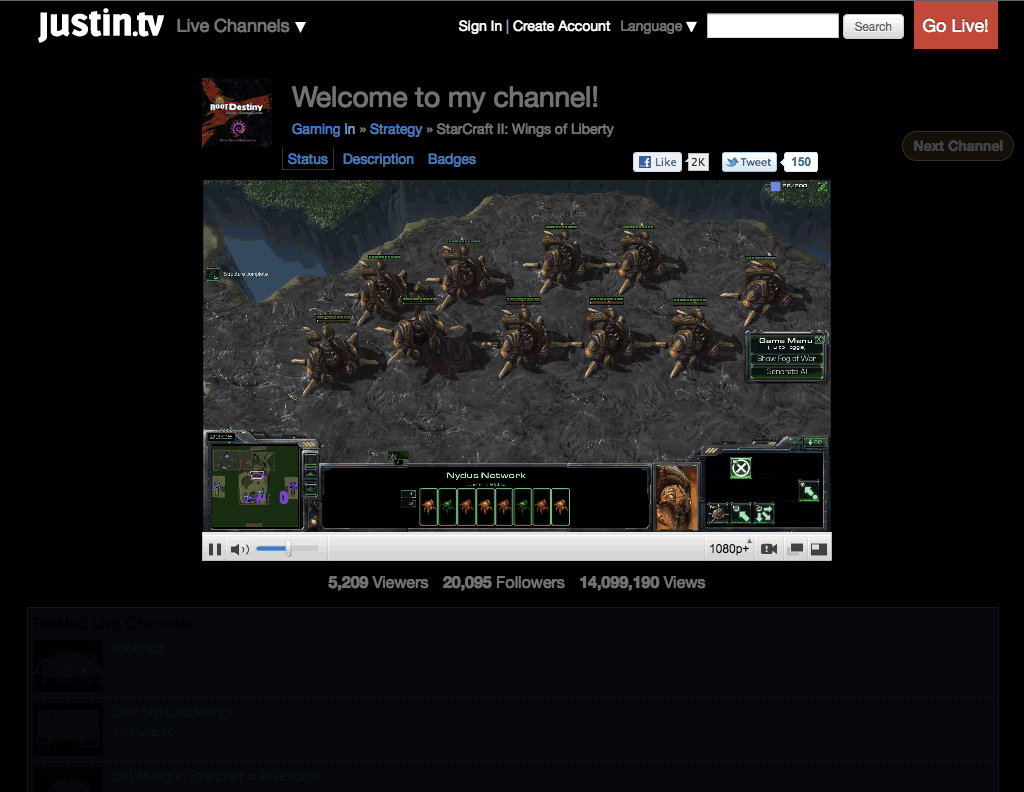 justin.tv Live Channels ▼ Sign In | Create Account Language ▼ Search Go Live!
ROOT Destiny
Welcome to my channel!
Gaming In » Strategy » StarCraft II: Wings of Liberty
Next Channel
Status Description Badges Like 2K Tweet 150
Structure complete
Game Menu
Show Fog of War
Generate AI
Nydus Network
1080p+
5,209 Viewers 20,095 Followers 14,099,190 Views
Related Live Channels
rootcatz
July 5th Laddering!
Starcraft = Awesome